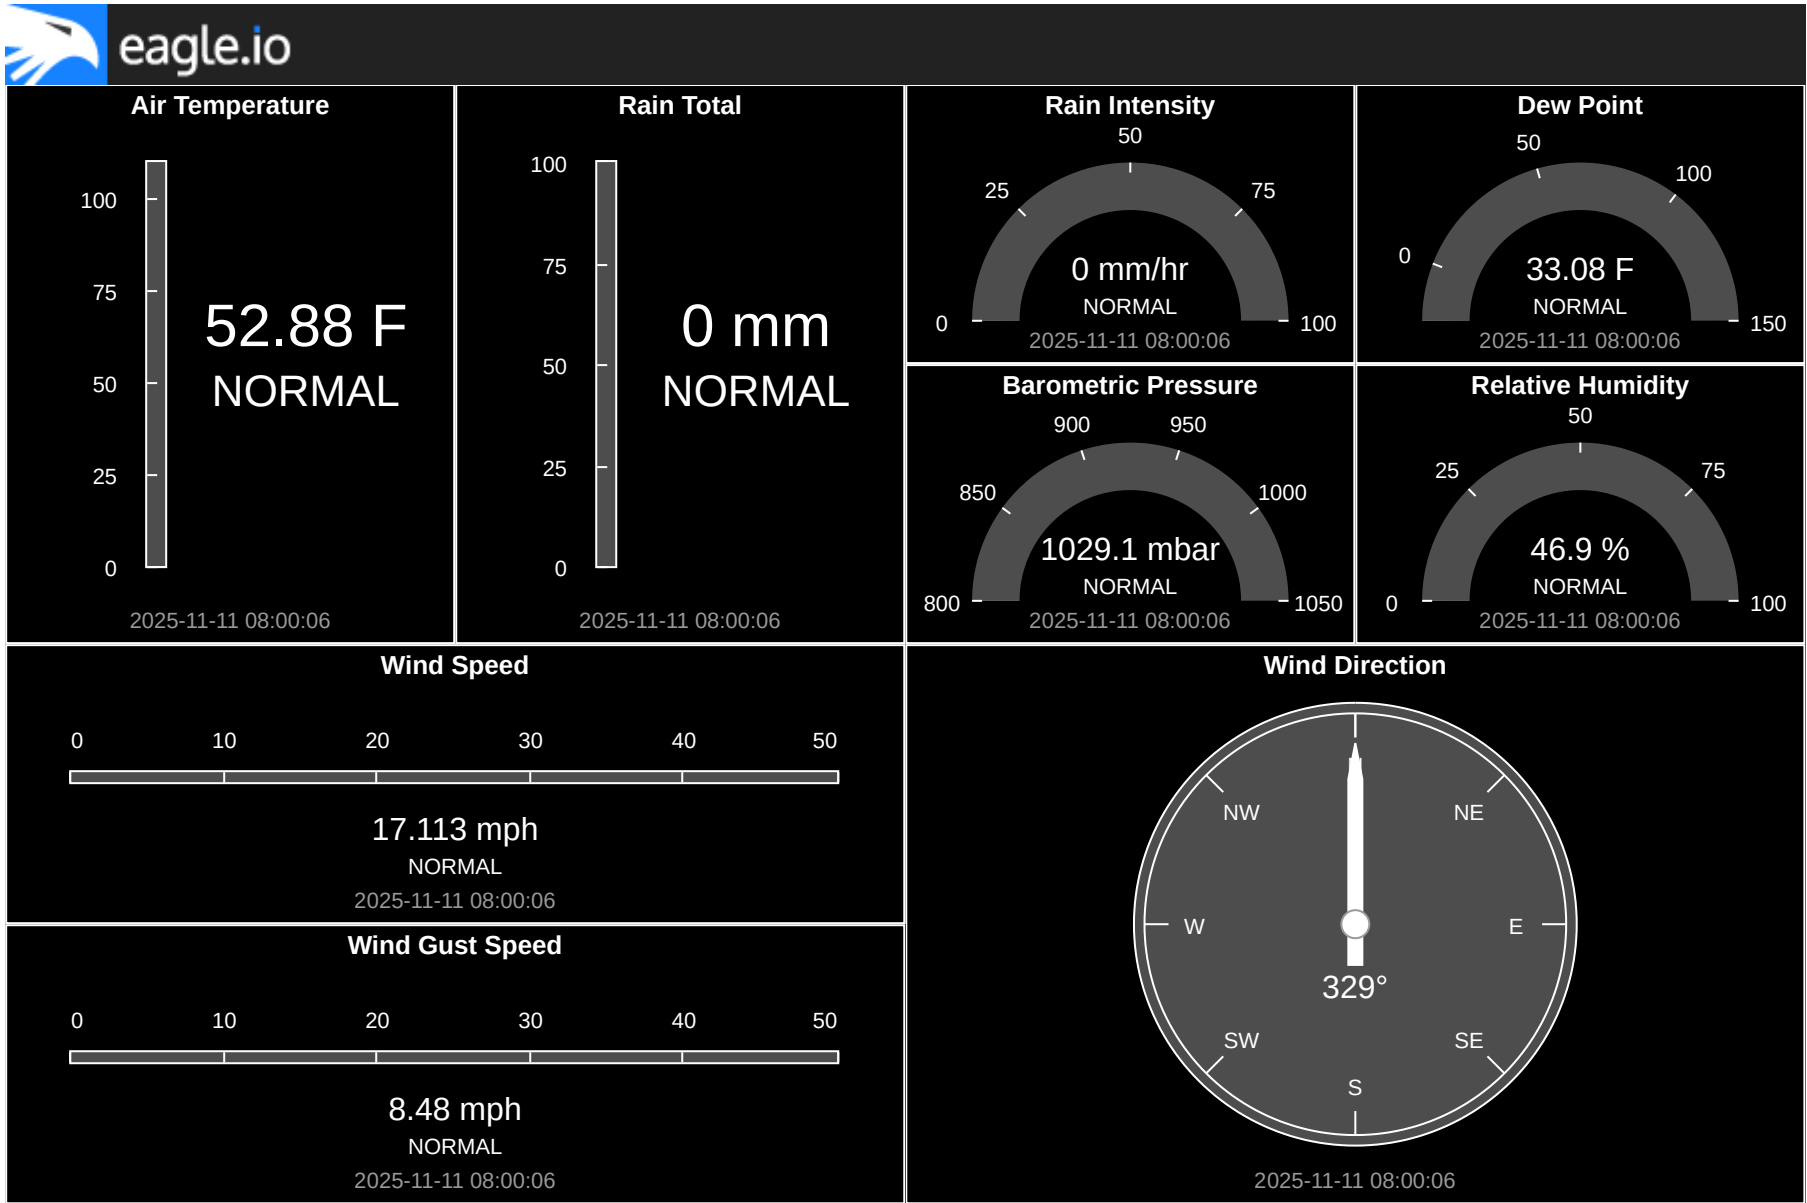 eagle.io
Air Temperature
100
75
50
25
0
52.88 F
NORMAL
2025-11-11 08:00:06
Rain Total
100
75
50
25
0
0 mm
NORMAL
2025-11-11 08:00:06
Rain Intensity
0
25
50
75
100
0 mm/hr
NORMAL
2025-11-11 08:00:06
Dew Point
0
50
100
150
33.08 F
NORMAL
2025-11-11 08:00:06
Barometric Pressure
800
850
900
950
1000
1050
1029.1 mbar
NORMAL
2025-11-11 08:00:06
Relative Humidity
0
25
50
75
100
46.9 %
NORMAL
2025-11-11 08:00:06
Wind Speed
0 10 20 30 40 50
17.113 mph
NORMAL
2025-11-11 08:00:06
Wind Gust Speed
0 10 20 30 40 50
8.48 mph
NORMAL
2025-11-11 08:00:06
Wind Direction
NW NE
W E
329°
SW SE
S
2025-11-11 08:00:06